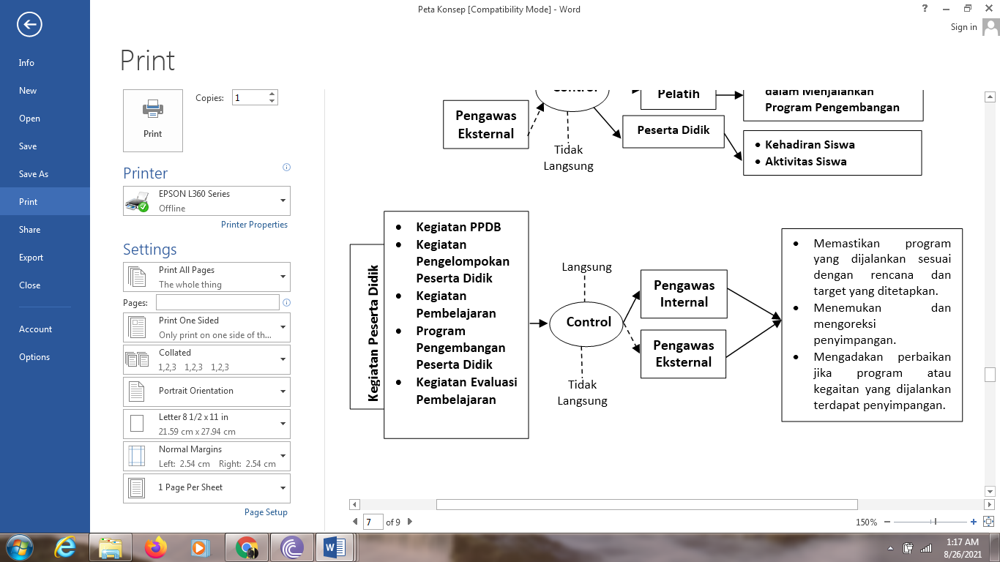 Peta Konsep [Compatibility Mode] - Word
?
Sign in
Info
New
Open
Save
Save As
Print
Share
Export
Close
Account
Options
Print
Print
Copies: 1
Printer
EPSON L360 Series
Offline
Printer Properties
Settings
Print All Pages
The whole thing
Pages:
Print One Sided
Only print on one side of th...
Collated
1,2,3 1,2,3 1,2,3
Portrait Orientation
Letter 8 1/2 x 11 in
21.59 cm x 27.94 cm
Normal Margins
Left: 2.54 cm Right: 2.54 cm
1 Page Per Sheet
Page Setup
Pengawas
Eksternal
Control
Tidak
Langsung
Pelatih
Peserta Didik
dalam Menjalankan
Program Pengembangan
• Kehadiran Siswa
• Aktivitas Siswa
Kegiatan Peserta Didik
• Kegiatan PPDB
• Kegiatan
Pengelompokan
Peserta Didik
• Kegiatan
Pembelajaran
• Program
Pengembangan
Peserta Didik
• Kegiatan Evaluasi
Pembelajaran
Langsung
Control
Tidak
Langsung
Pengawas
Internal
Pengawas
Eksternal
• Memastikan program
yang dijalankan sesuai
dengan rencana dan
target yang ditetapkan.
• Menemukan dan
mengoreksi
penyimpangan.
• Mengadakan perbaikan
jika program atau
kegaitan yang dijalankan
terdapat penyimpangan.
7 of 9
150%
1:17 AM
8/26/2021